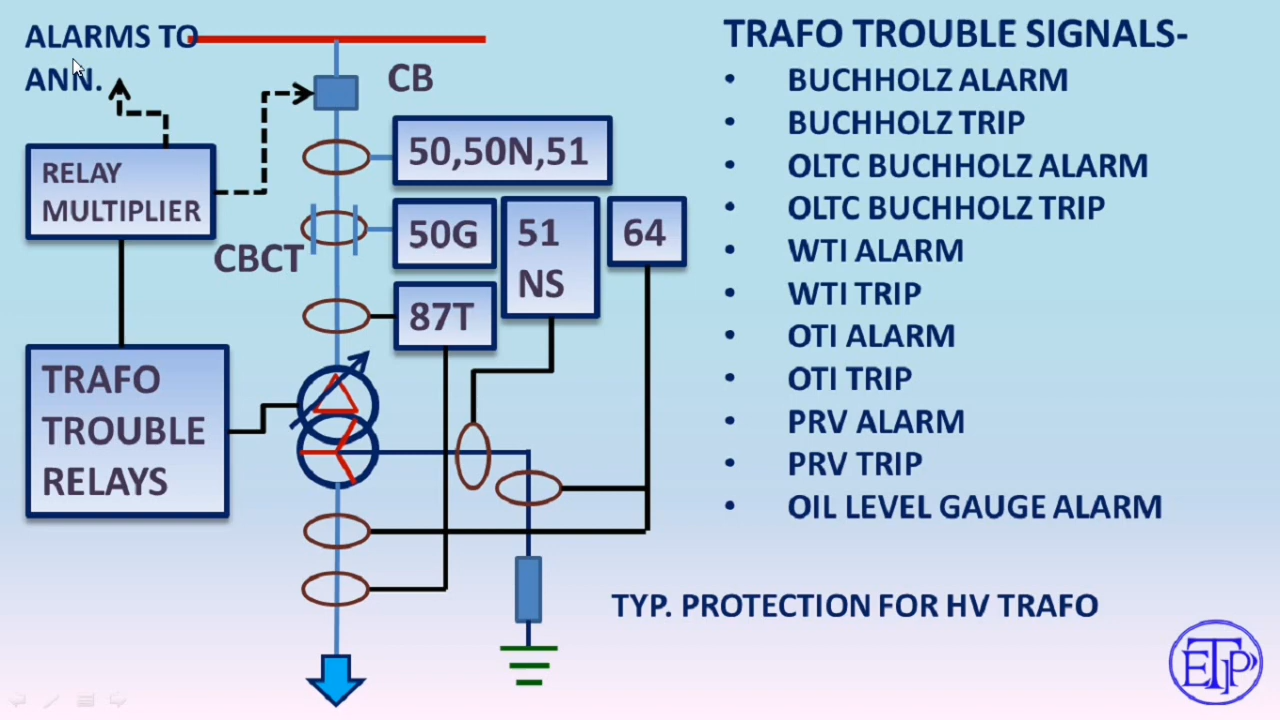 ALARMS TO
ANN.
CB
RELAY
MULTIPLIER
50,50N,51
CBCT
50G
51
NS
64
87T
TRAFO
TROUBLE
RELAYS
TRAFO TROUBLE SIGNALS-
• BUCHHOLZ ALARM
• BUCHHOLZ TRIP
• OLTC BUCHHOLZ ALARM
• OLTC BUCHHOLZ TRIP
• WTI ALARM
• WTI TRIP
• OTI ALARM
• OTI TRIP
• PRV ALARM
• PRV TRIP
• OIL LEVEL GAUGE ALARM
TYP. PROTECTION FOR HV TRAFO
ETIP